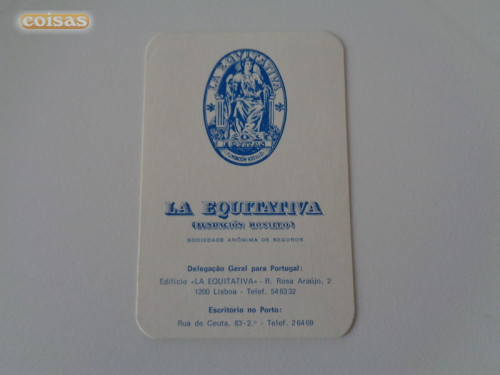 coisas
LA EQUITATIVA
LA EQUITATIVA
(FUNDACIÓN ROSILLO)
SOCIEDADE ANÓNIMA DE SEGUROS
Delegação Geral para Portugal:
Edifício «LA EQUITATIVA» - R. Rosa Araújo, 2
1200 Lisboa - Telef. 546332
Escritório no Porto:
Rua de Ceuta, 63-2.º - Telef. 26469